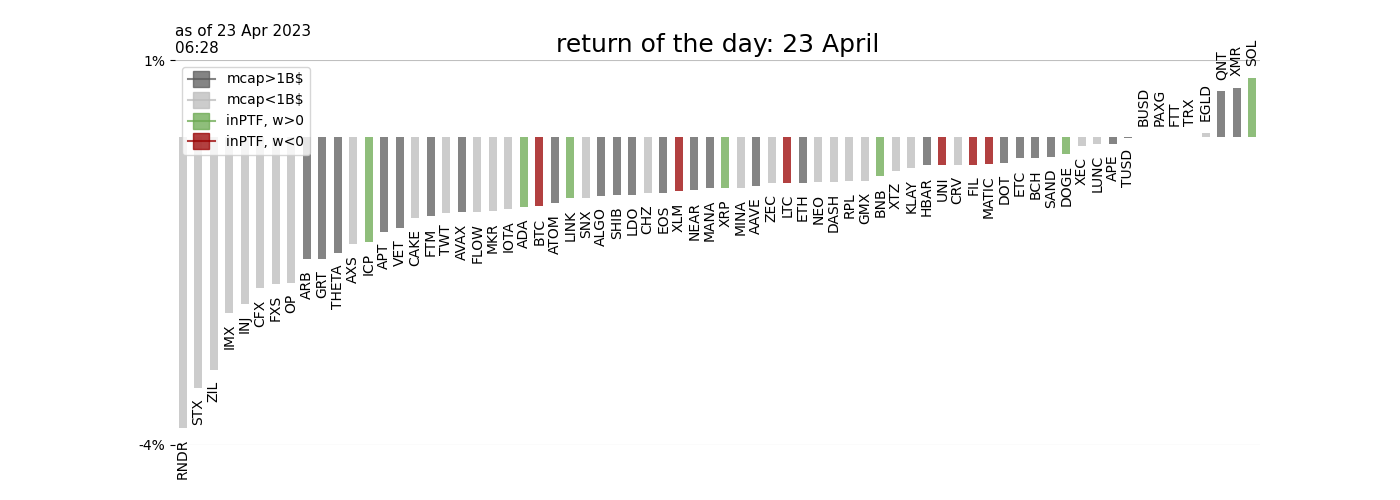 as of 23 Apr 2023
06:28
return of the day: 23 April
1%
mcap>1B$
mcap<1B$
inPTF, w>0
inPTF, w<0
-4%
RNDR
STX
ZIL
IMX
INJ
CFX
FXS
OP
ARB
GRT
THETA
AXS
ICP
APT
VET
CAKE
FTM
TWT
AVAX
FLOW
MKR
IOTA
ADA
BTC
ATOM
LINK
SNX
ALGO
SHIB
LDO
CHZ
EOS
XLM
NEAR
MANA
XRP
MINA
AAVE
ZEC
LTC
ETH
NEO
DASH
RPL
GMX
BNB
XTZ
KLAY
HBAR
UNI
CRV
FIL
MATIC
DOT
ETC
BCH
SAND
DOGE
XEC
LUNC
APE
TUSD
BUSD
PAXG
FTT
TRX
EGLD
QNT
XMR
SOL